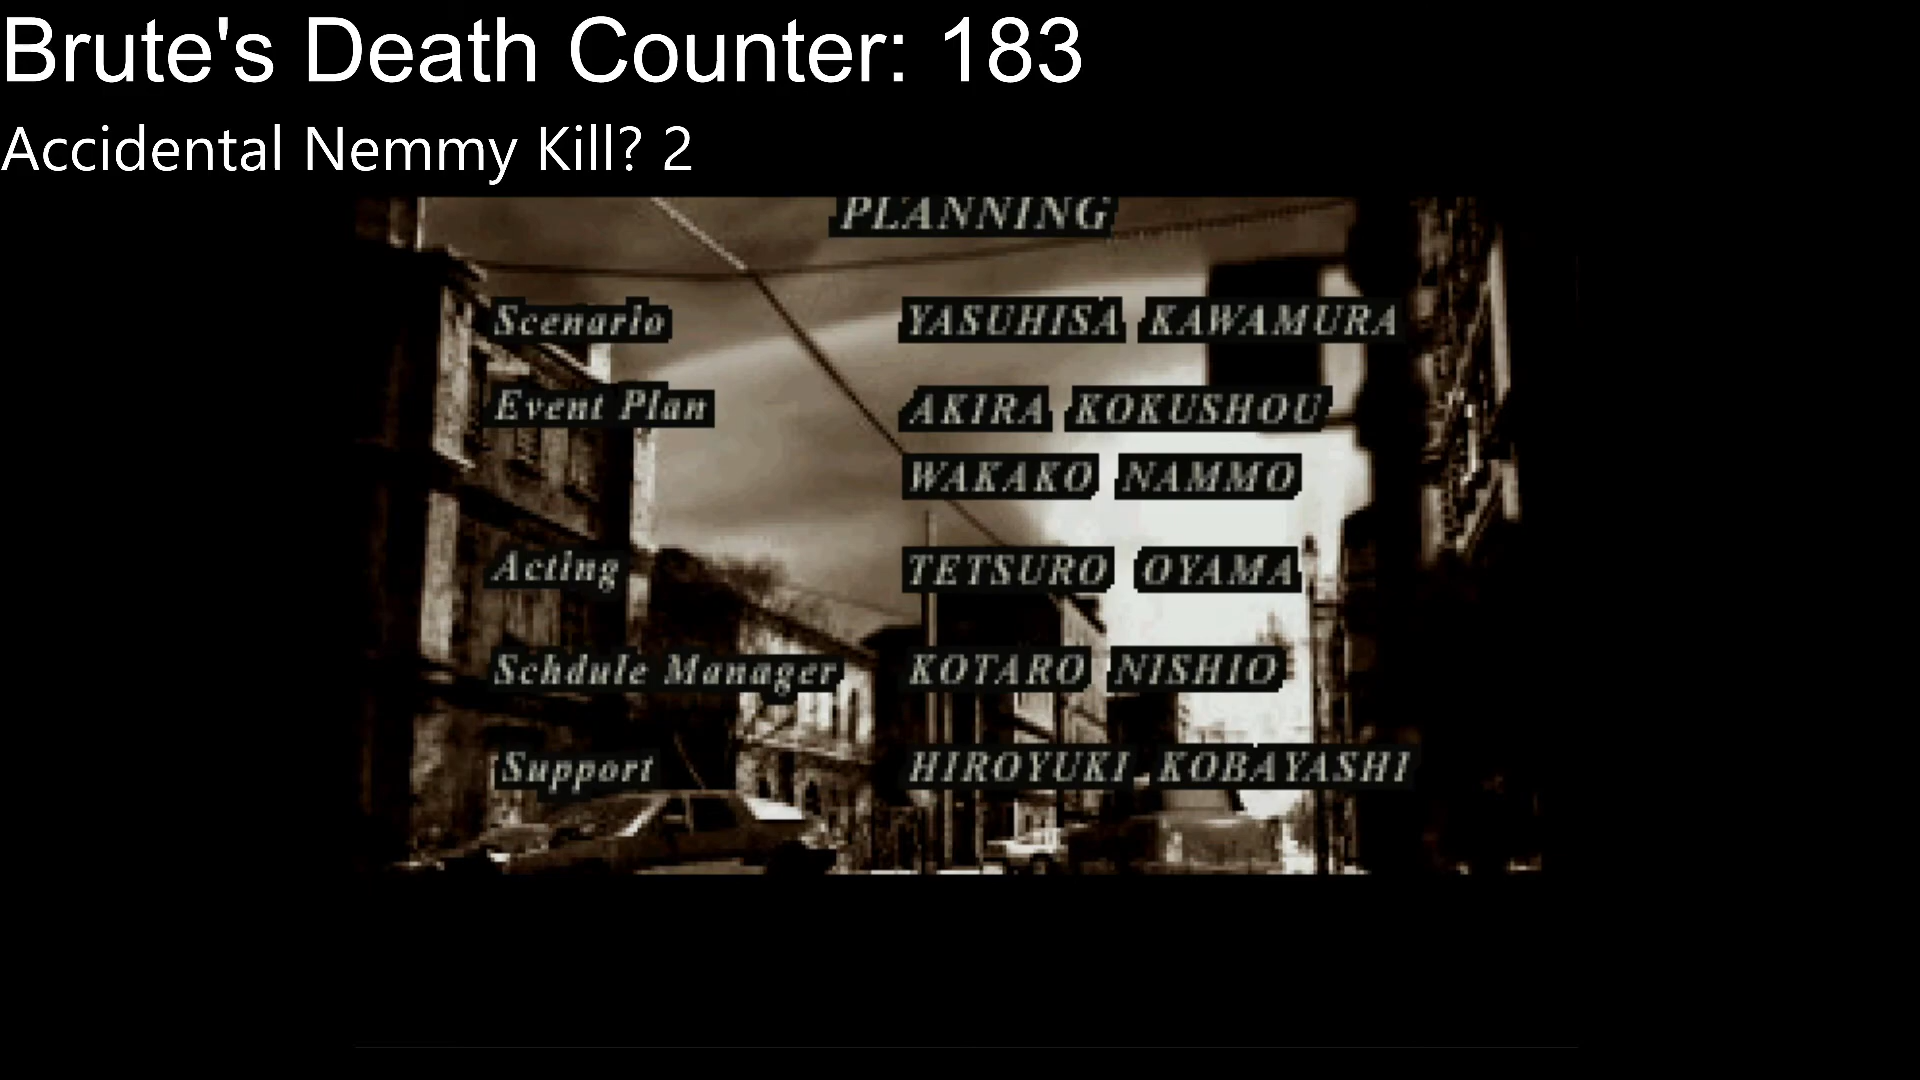 Brute's Death Counter: 183
Accidental Nemmy Kill? 2
PLANNING
Scenario YASUHISA KAWAMURA
Event Plan AKIRA KOKUSHOU
WAKAKO NAMMO
Acting TETSURO OYAMA
Schdule Manager KOTARO NISHIO
Support HIROYUKI KOBAYASHI